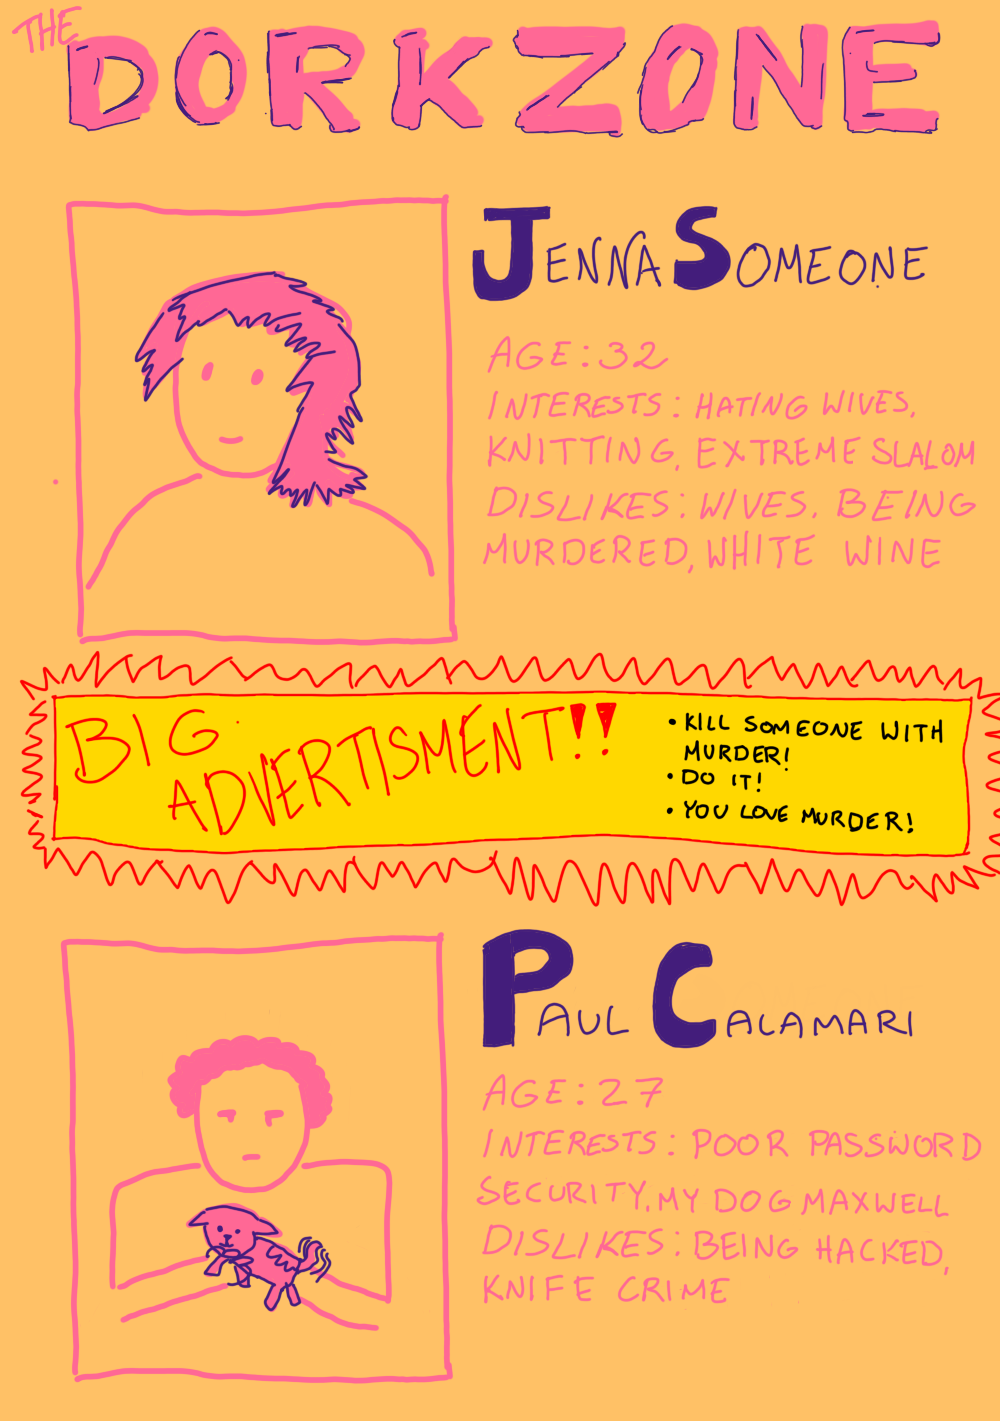 THE
DORKZONE
JENNA SOMEONE
AGE: 32
INTERESTS: HATING WIVES,
KNITTING, EXTREME SLALOM
DISLIKES: WIVES. BEING
MURDERED, WHITE WINE
BIG
ADVERTISMENT!!
• KILL SOMEONE WITH
MURDER!
• DO IT!
• YOU LOVE MURDER!
PAUL CALAMARI
AGE: 27
INTERESTS: POOR PASSWORD
SECURITY, MY DOG MAXWELL
DISLIKES: BEING HACKED,
KNIFE CRIME